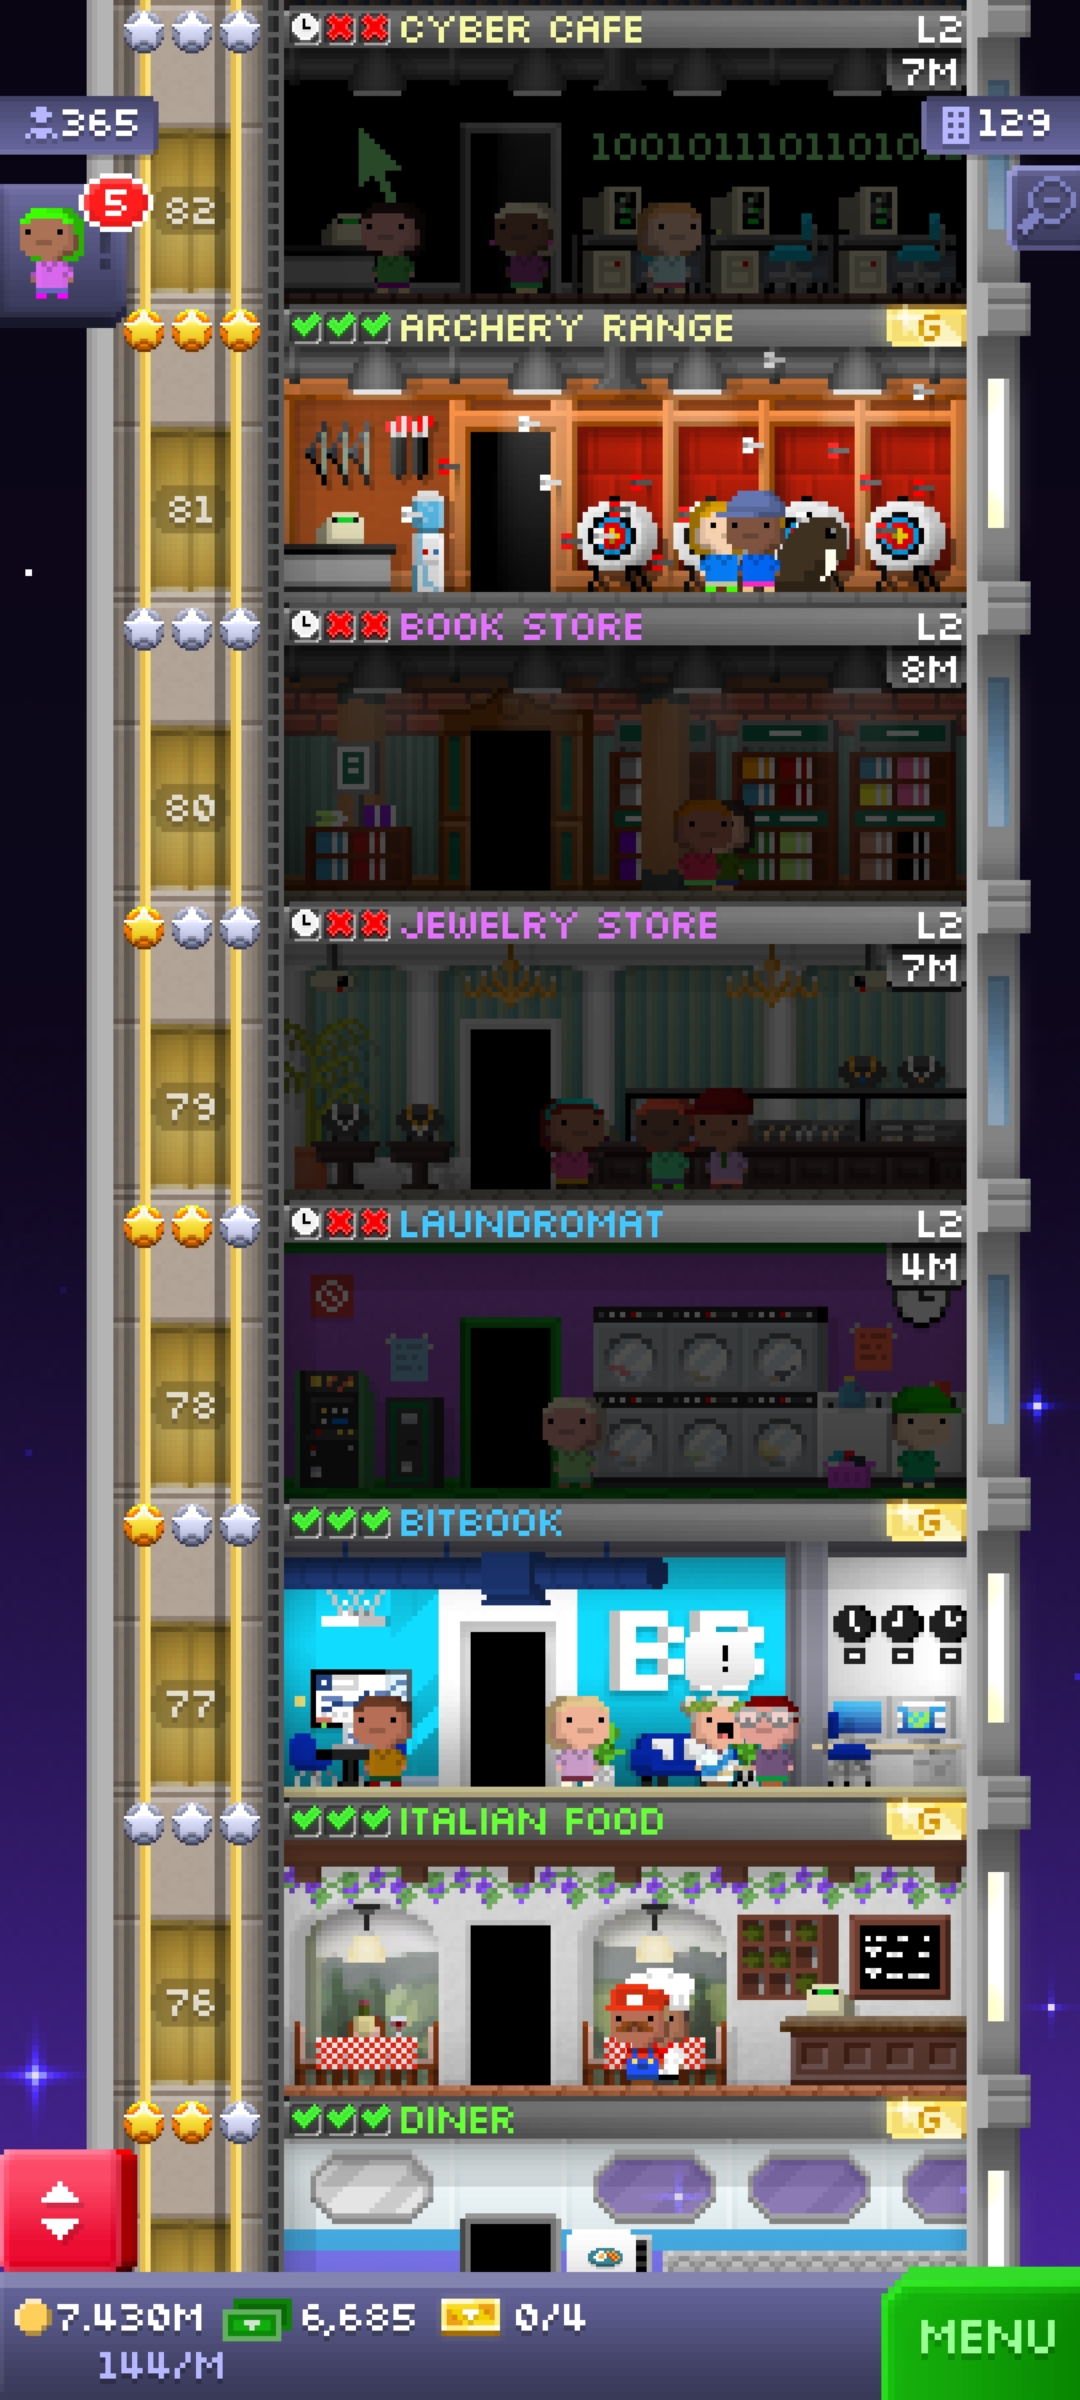 CYBER CAFE L2
7M
365
129
100101110110101
5
82
ARCHERY RANGE G
81
BOOK STORE L2
8M
80
JEWELRY STORE L2
7M
79
LAUNDROMAT L2
4M
78
BITBOOK G
!
77
ITALIAN FOOD G
76
DINER G
7.430M 6,685 0/4
144/M
MENU